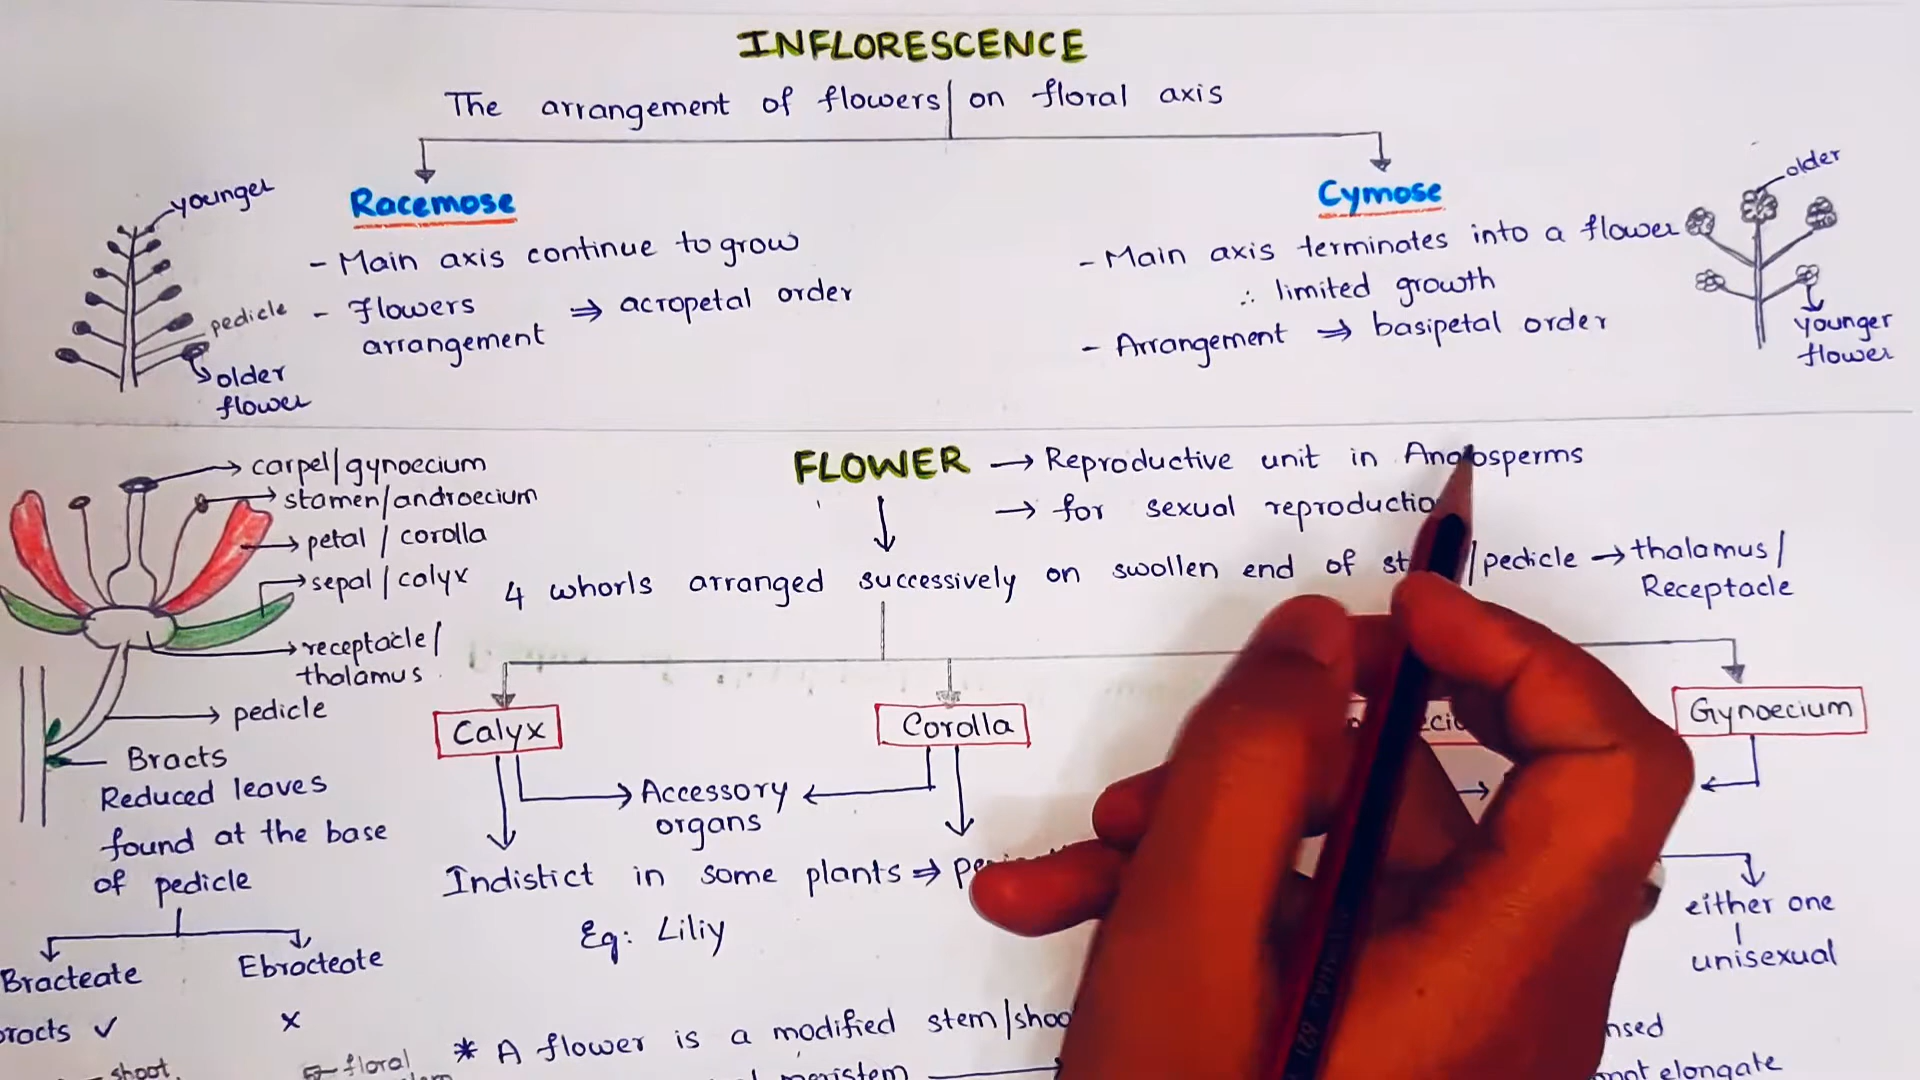 INFLORESCENCE
The arrangement of flowers on floral axis
Racemose
- Main axis continue to grow
- Flowers arrangement ⇒ acropetal order
younger
pedicle
older
flower
Cymose
- Main axis terminates into a flower
∴ limited growth
- Arrangement ⇒ basipetal order
older
younger
flower
FLOWER → Reproductive unit in Angiosperms
→ for sexual reproductio
4 whorls arranged successively on swollen end of /pedicle → thalamus/
Receptacle
carpel/gynoecium
stamen/androecium
petal / corolla
sepal / calyx
receptacle/
thalamus
pedicle
Bracts
Reduced leaves
found at the base
of pedicle
Bracteate
Ebracteate
bracts ✓
×
shoot
floral
Calyx
Corolla
Gynoecium
Accessory
organs
Indistict in some plants ⇒
Eg: Liliy
either one
unisexual
* A flower is a modified stem/shoo
meristem
not elongate